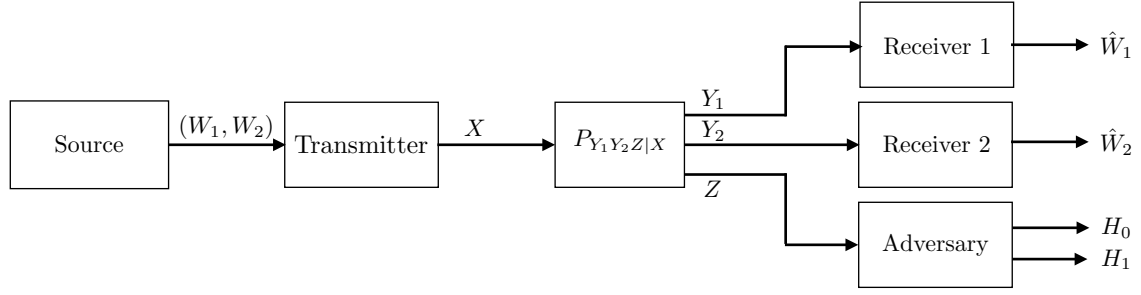 Source
(W₁, W₂)
Transmitter
X
P_{Y₁Y₂Z|X}
Y₁
Y₂
Z
Receiver 1
Ŵ₁
Receiver 2
Ŵ₂
Adversary
H₀
H₁